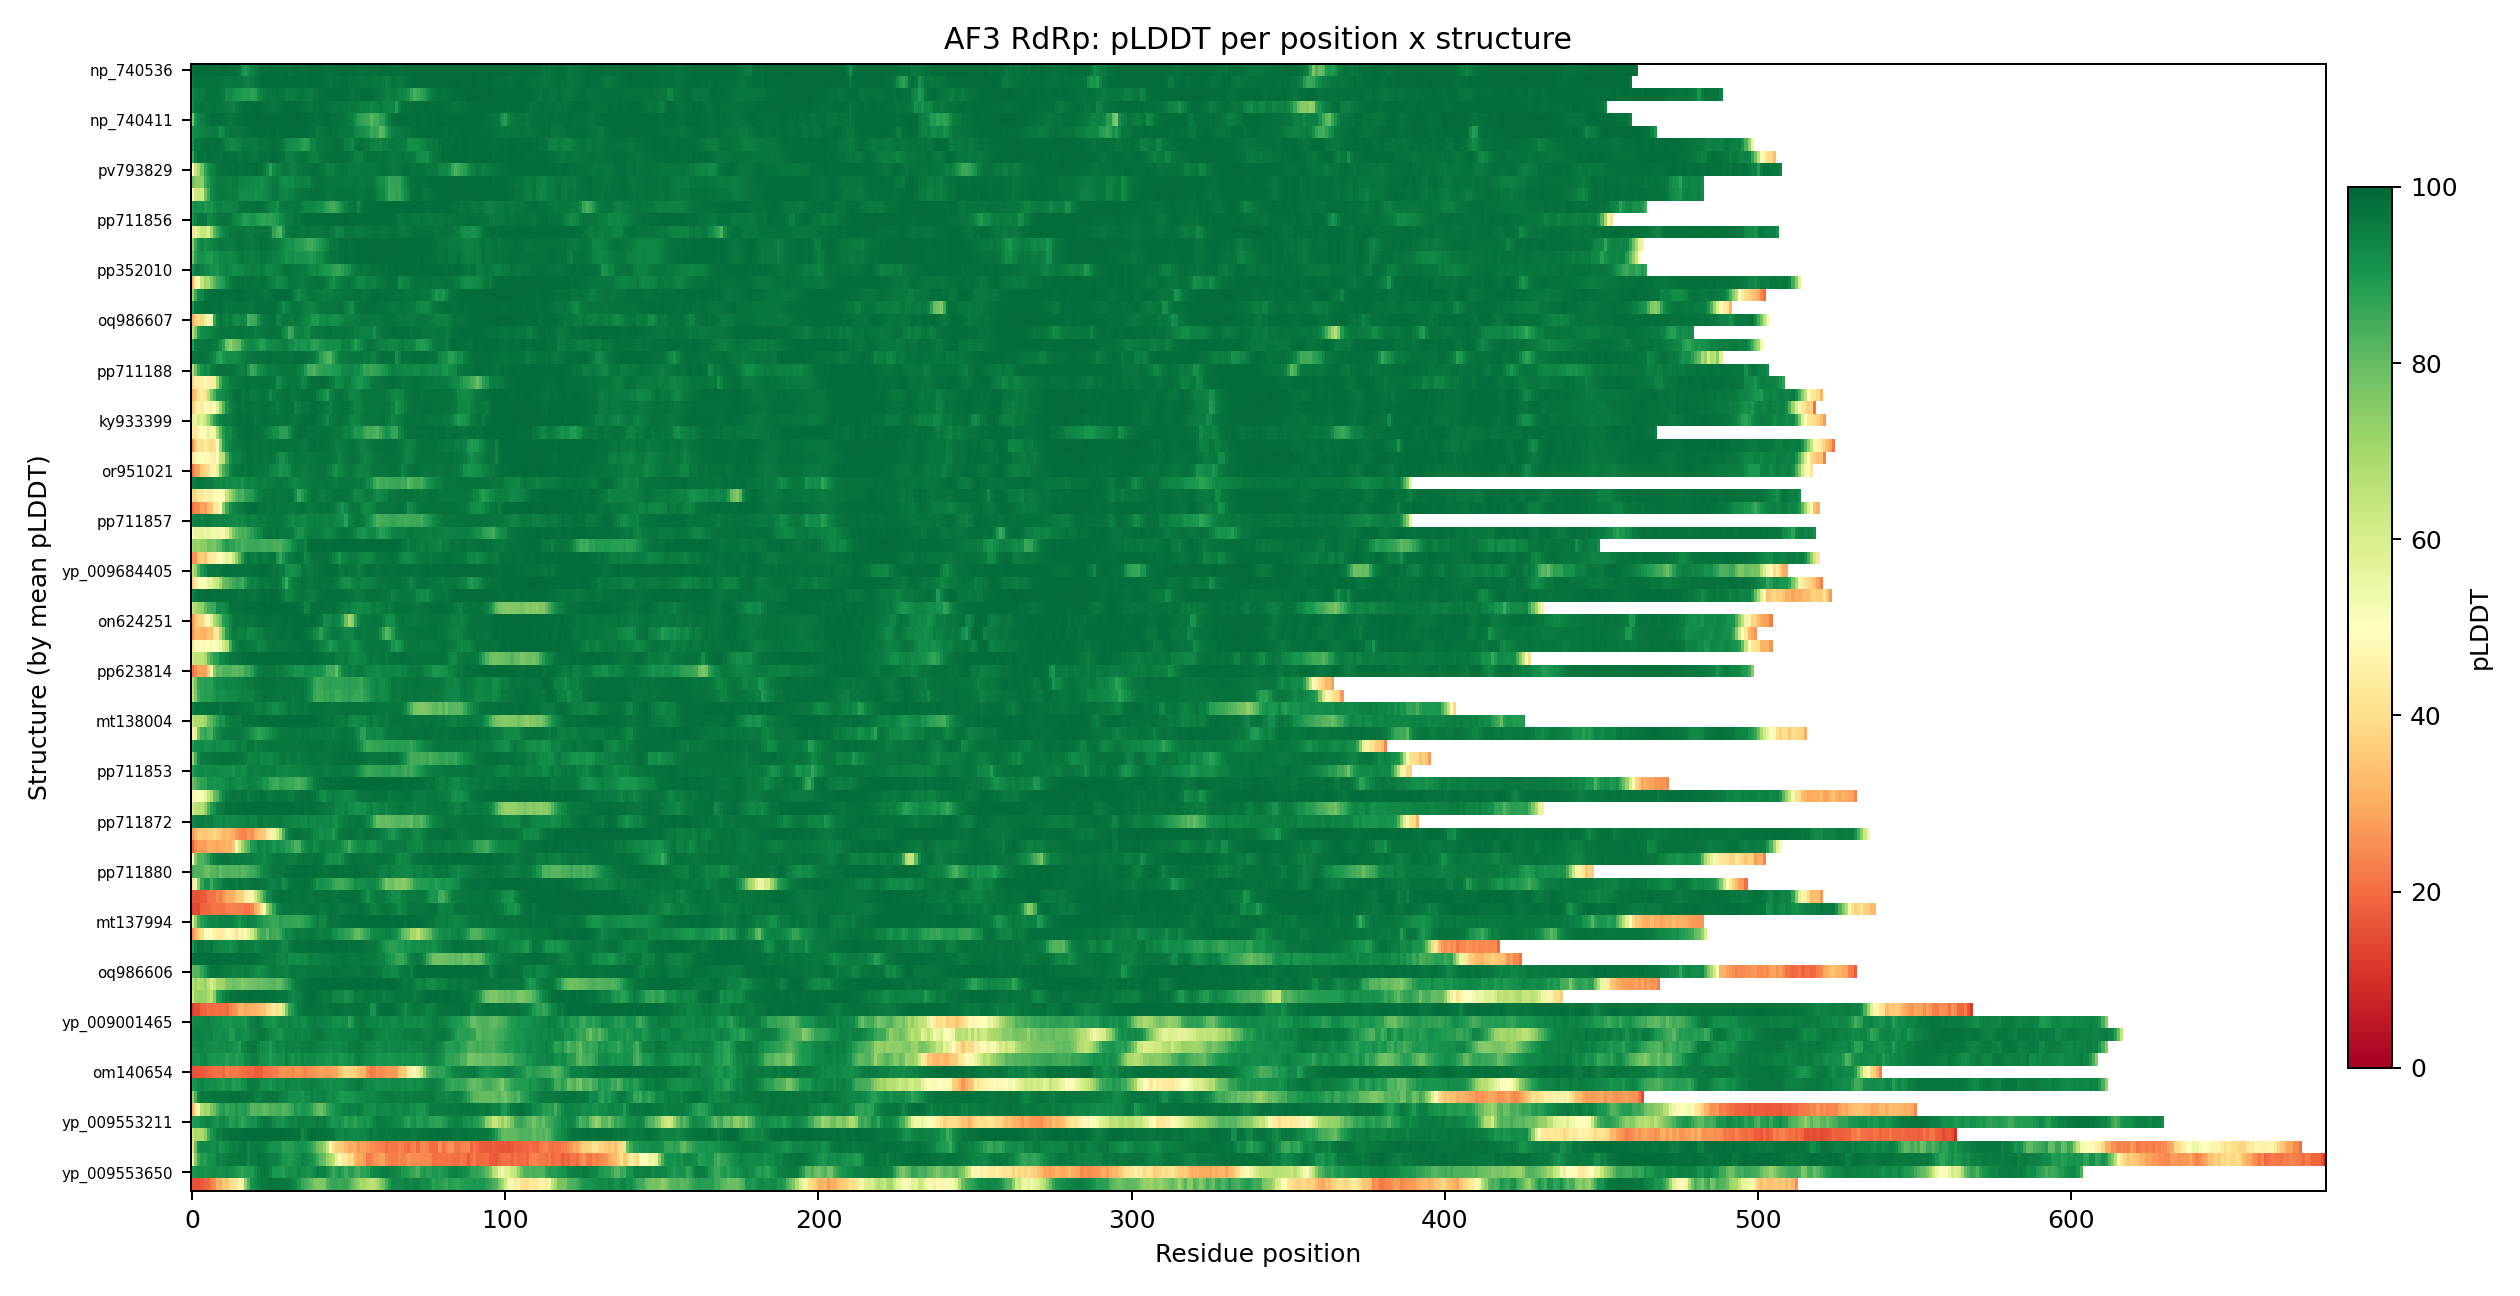 AF3 RdRp: pLDDT per position x structure
np_740536
np_740411
pv793829
pp711856
pp352010
oq986607
pp711188
ky933399
or951021
pp711857
yp_009684405
on624251
pp623814
mt138004
pp711853
pp711872
pp711880
mt137994
oq986606
yp_009001465
om140654
yp_009553211
yp_009553650
Structure (by mean pLDDT)
0 100 200 300 400 500 600
Residue position
100
80
60
40
20
0
pLDDT